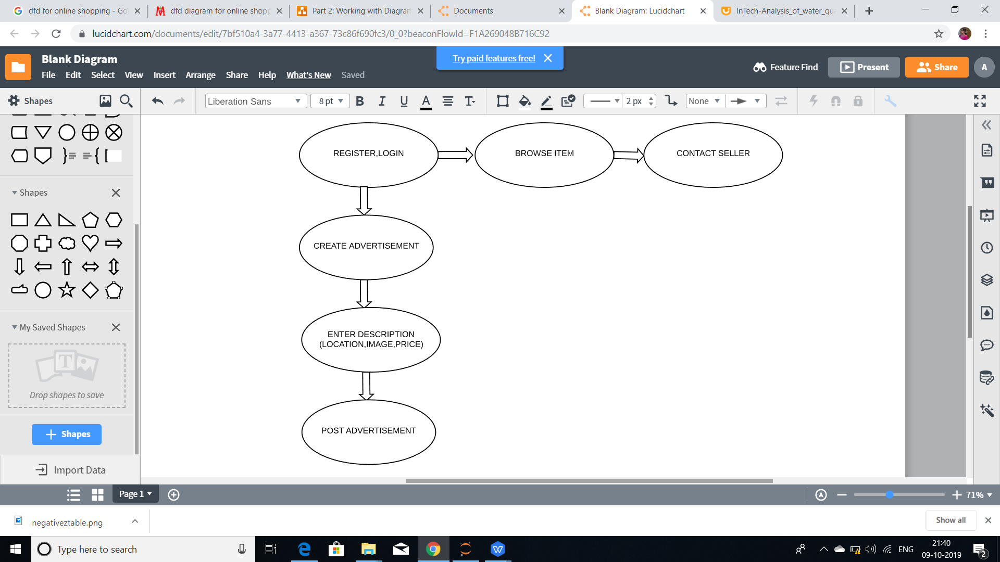 dfd for online shopping - Go
dfd diagram for online shopp
Part 2: Working with Diagram
Documents
Blank Diagram: Lucidchart
InTech-Analysis_of_water_qua
lucidchart.com/documents/edit/7bf510a4-3a77-4413-a367-73c86f690fc3/0_0?beaconFlowId=F1A269048B716C92
Blank Diagram
Try paid features free!
File Edit Select View Insert Arrange Share Help What's New Saved
Feature Find
Present
Share
A
Shapes
Liberation Sans
8 pt
B I U A T
2 px
None
REGISTER,LOGIN
BROWSE ITEM
CONTACT SELLER
Shapes
CREATE ADVERTISEMENT
My Saved Shapes
ENTER DESCRIPTION
(LOCATION,IMAGE,PRICE)
T
Drop shapes to save
Shapes
POST ADVERTISEMENT
Import Data
Page 1
71%
negativeztable.png
Show all
Type here to search
ENG
21:40
09-10-2019
2